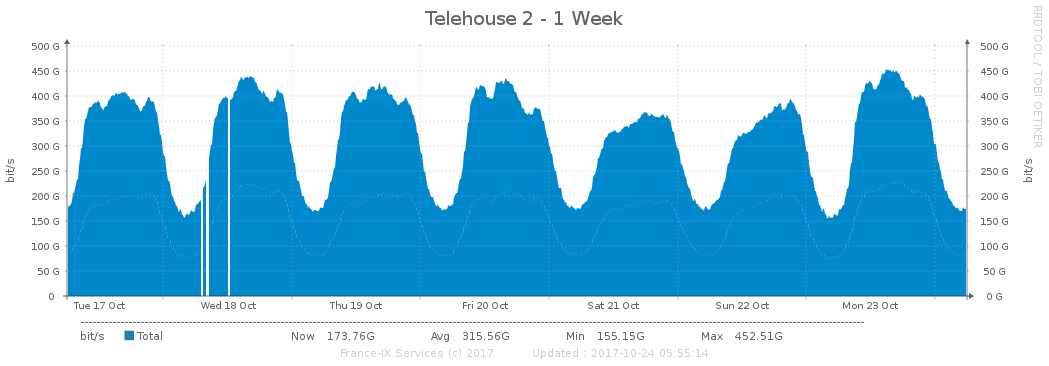 Telehouse 2 - 1 Week
RRDTOOL / TOBI OETIKER
bit/s
500 G
450 G
400 G
350 G
300 G
250 G
200 G
150 G
100 G
50 G
0
500 G
450 G
400 G
350 G
300 G
250 G
200 G
150 G
100 G
50 G
0 G
bit/s
Tue 17 Oct Wed 18 Oct Thu 19 Oct Fri 20 Oct Sat 21 Oct Sun 22 Oct Mon 23 Oct
bit/s Total Now 173.76G Avg 315.56G Min 155.15G Max 452.51G
France-IX Services (c) 2017 Updated : 2017-10-24 05:55:14